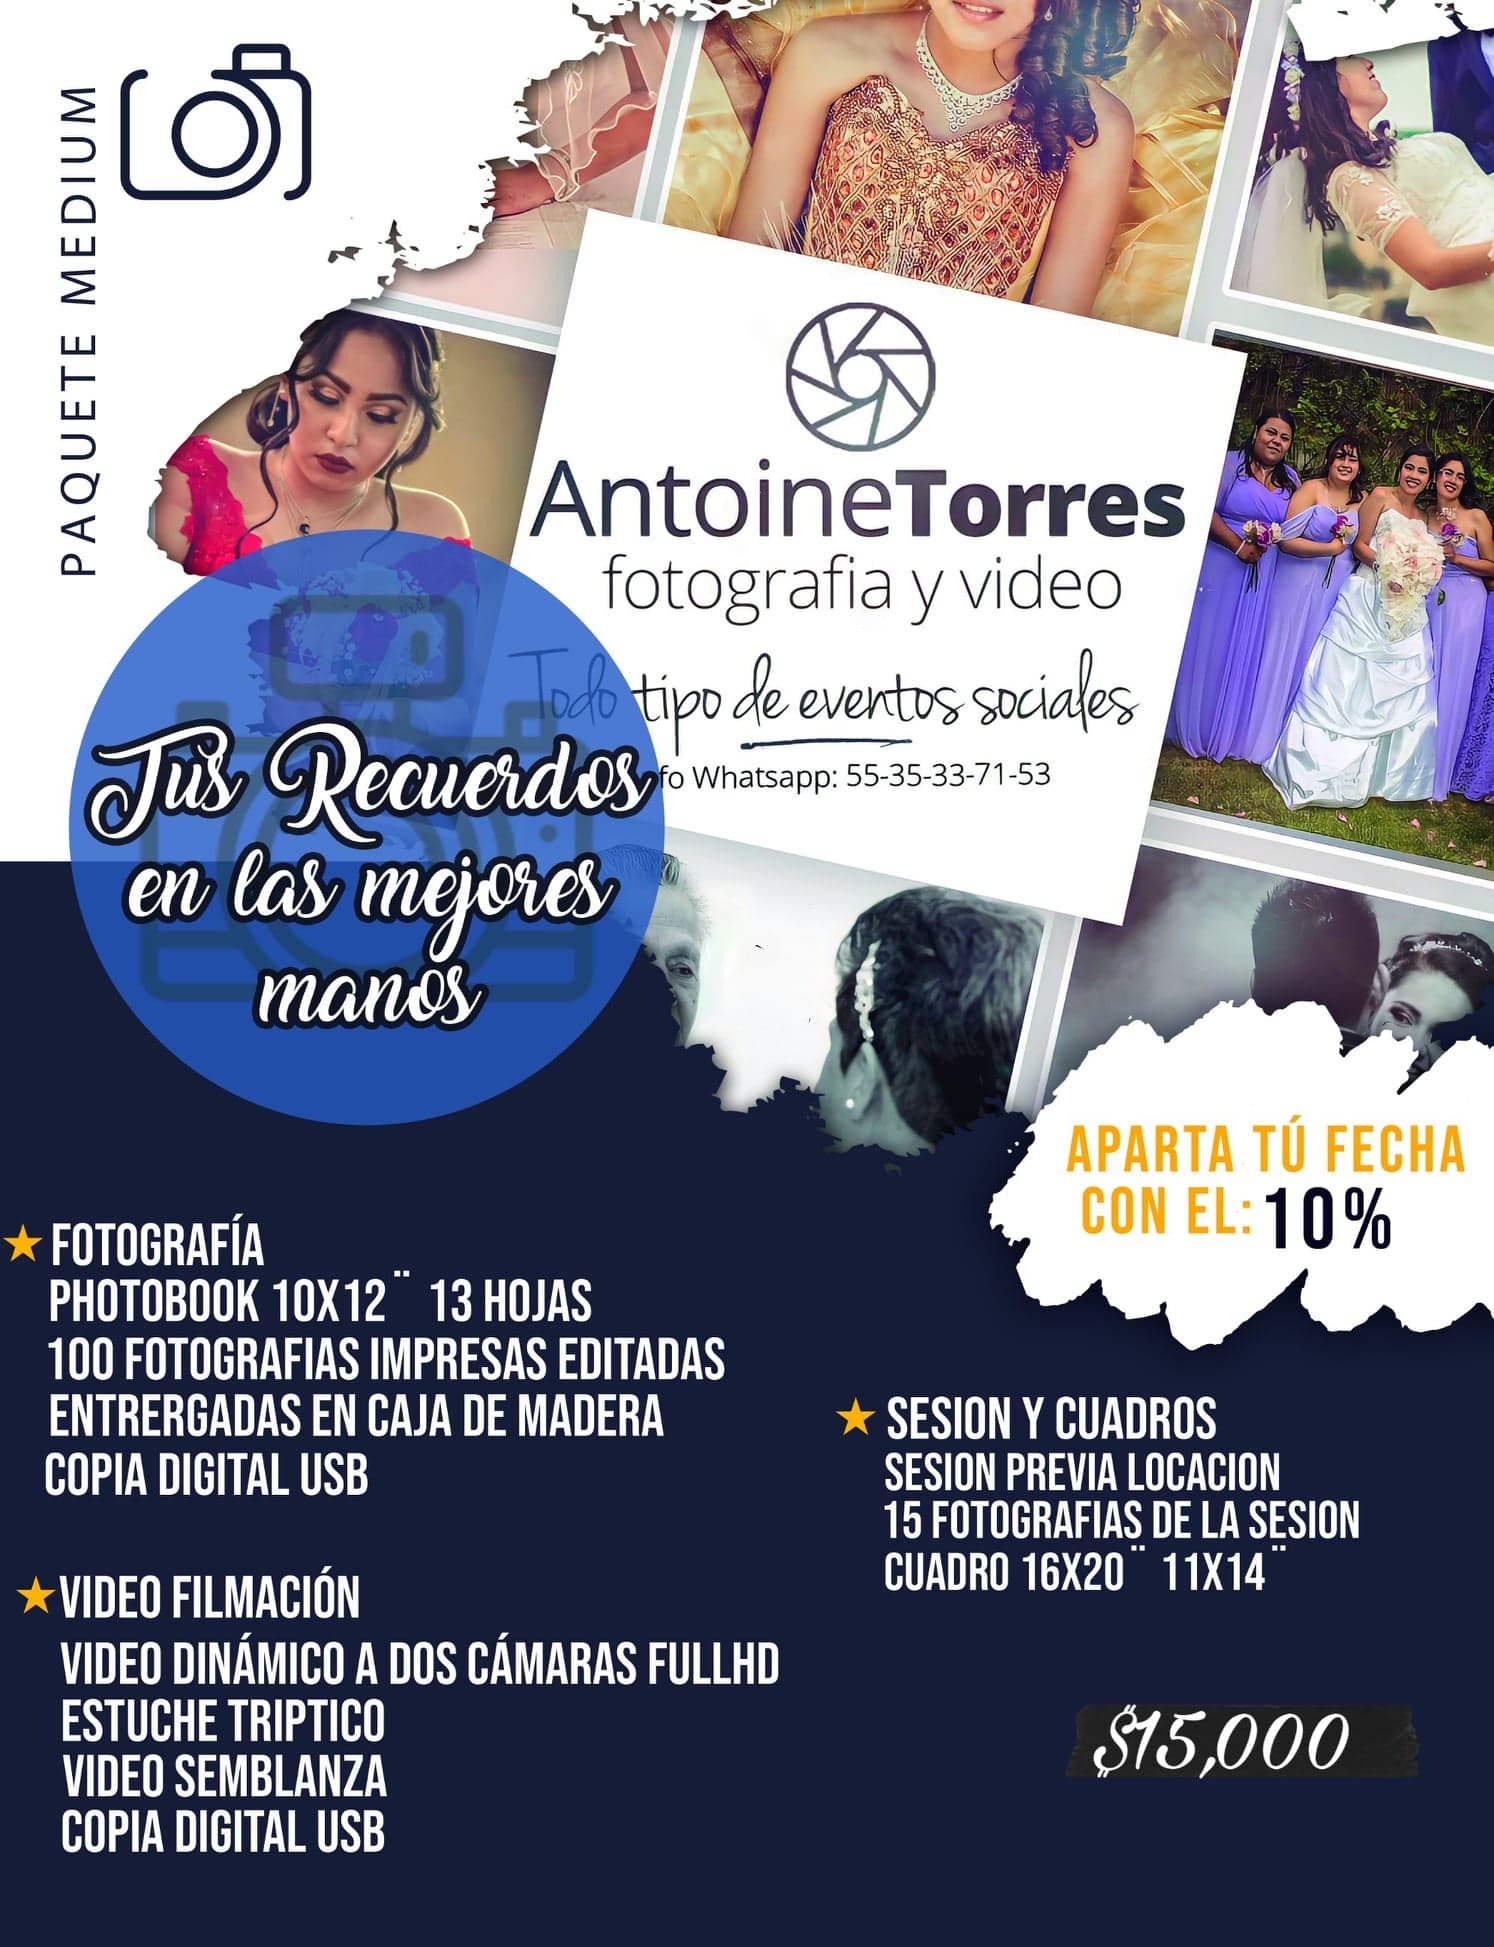 PAQUETE MEDIUM
AntoineTorres
fotografia y video
Todo tipo de eventos sociales
fo Whatsapp: 55-35-33-71-53
Tus Recuerdos
en las mejores
manos
APARTA TÚ FECHA
CON EL: 10%
★ FOTOGRAFÍA
PHOTOBOOK 10X12¨ 13 HOJAS
100 FOTOGRAFIAS IMPRESAS EDITADAS
ENTRERGADAS EN CAJA DE MADERA
COPIA DIGITAL USB
★ VIDEO FILMACIÓN
VIDEO DINÁMICO A DOS CÁMARAS FULLHD
ESTUCHE TRIPTICO
VIDEO SEMBLANZA
COPIA DIGITAL USB
★ SESION Y CUADROS
SESION PREVIA LOCACION
15 FOTOGRAFIAS DE LA SESION
CUADRO 16X20¨ 11X14¨
$15,000